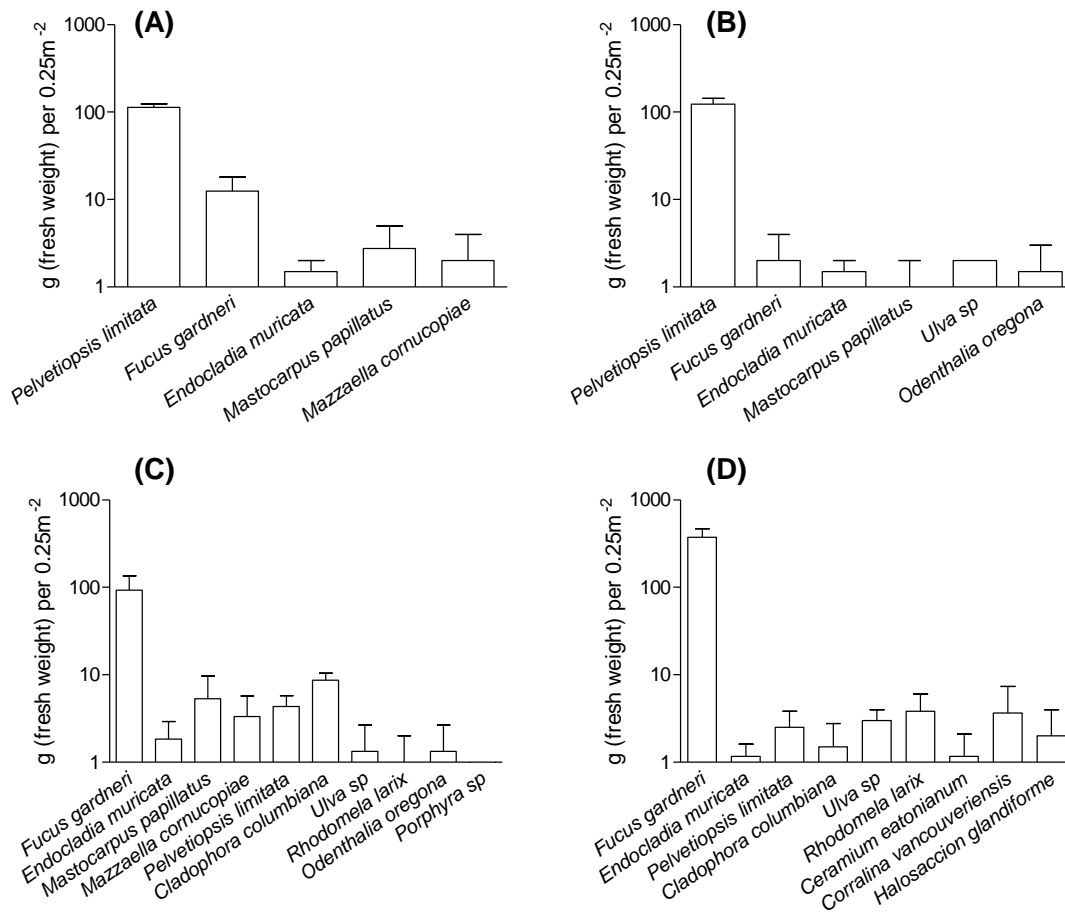 (A)
g (fresh weight) per 0.25m-2
1000
100
10
1
Pelvetiopsis limitata
Fucus gardneri
Endocladia muricata
Mastocarpus papillatus
Mazzaella cornucopiae
(B)
g (fresh weight) per 0.25m-2
1000
100
10
1
Pelvetiopsis limitata
Fucus gardneri
Endocladia muricata
Mastocarpus papillatus
Ulva sp
Odenthalia oregona
(C)
g (fresh weight) per 0.25m-2
1000
100
10
1
Fucus gardneri
Endocladia muricata
Mastocarpus papillatus
Mazzaella cornucopiae
Pelvetiopsis limitata
Cladophora columbiana
Ulva sp
Rhodomela larix
Odenthalia oregona
Porphyra sp
(D)
g (fresh weight) per 0.25m-2
1000
100
10
1
Fucus gardneri
Endocladia muricata
Pelvetiopsis limitata
Cladophora columbiana
Ulva sp
Rhodomela larix
Ceramium eatonianum
Corralina vancouveriensis
Halosaccion glandiforme